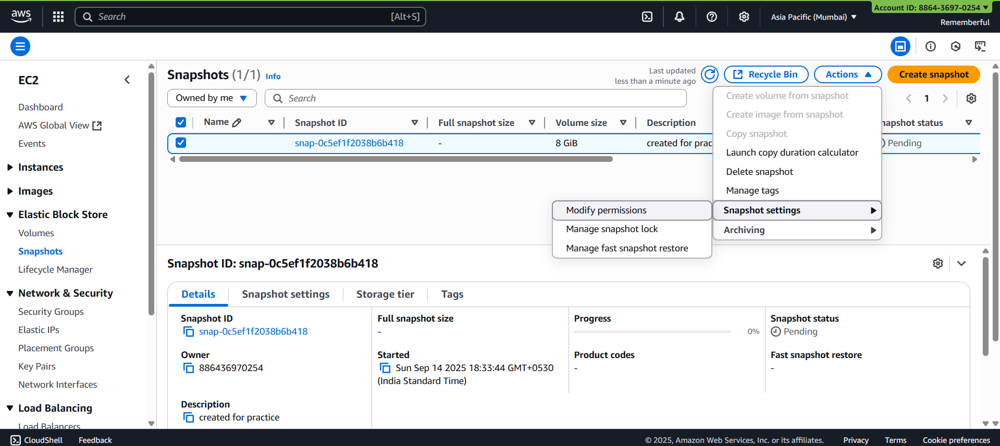 aws
Search
[Alt+S]
Asia Pacific (Mumbai)
Account ID: 8864-3697-0254
Rememberful
EC2
Dashboard
AWS Global View
Events
Instances
Images
Elastic Block Store
Volumes
Snapshots
Lifecycle Manager
Network & Security
Security Groups
Elastic IPs
Placement Groups
Key Pairs
Network Interfaces
Load Balancing
Load Balancers
Snapshots (1/1) Info
Last updated
less than a minute ago
Recycle Bin
Actions
Create snapshot
Owned by me
Search
1
Name
Snapshot ID
Full snapshot size
Volume size
Description
napshot status
snap-0c5ef1f2038b6b418
-
8 GiB
created for prac
Pending
Create volume from snapshot
Create image from snapshot
Copy snapshot
Launch copy duration calculator
Delete snapshot
Manage tags
Snapshot settings
Archiving
Modify permissions
Manage snapshot lock
Manage fast snapshot restore
Snapshot ID: snap-0c5ef1f2038b6b418
Details
Snapshot settings
Storage tier
Tags
Snapshot ID
snap-0c5ef1f2038b6b418
Full snapshot size
-
Progress
0%
Snapshot status
Pending
Owner
886436970254
Started
Sun Sep 14 2025 18:33:44 GMT+0530
(India Standard Time)
Product codes
-
Fast snapshot restore
-
Description
created for practice
CloudShell
Feedback
© 2025, Amazon Web Services, Inc. or its affiliates.
Privacy
Terms
Cookie preferences